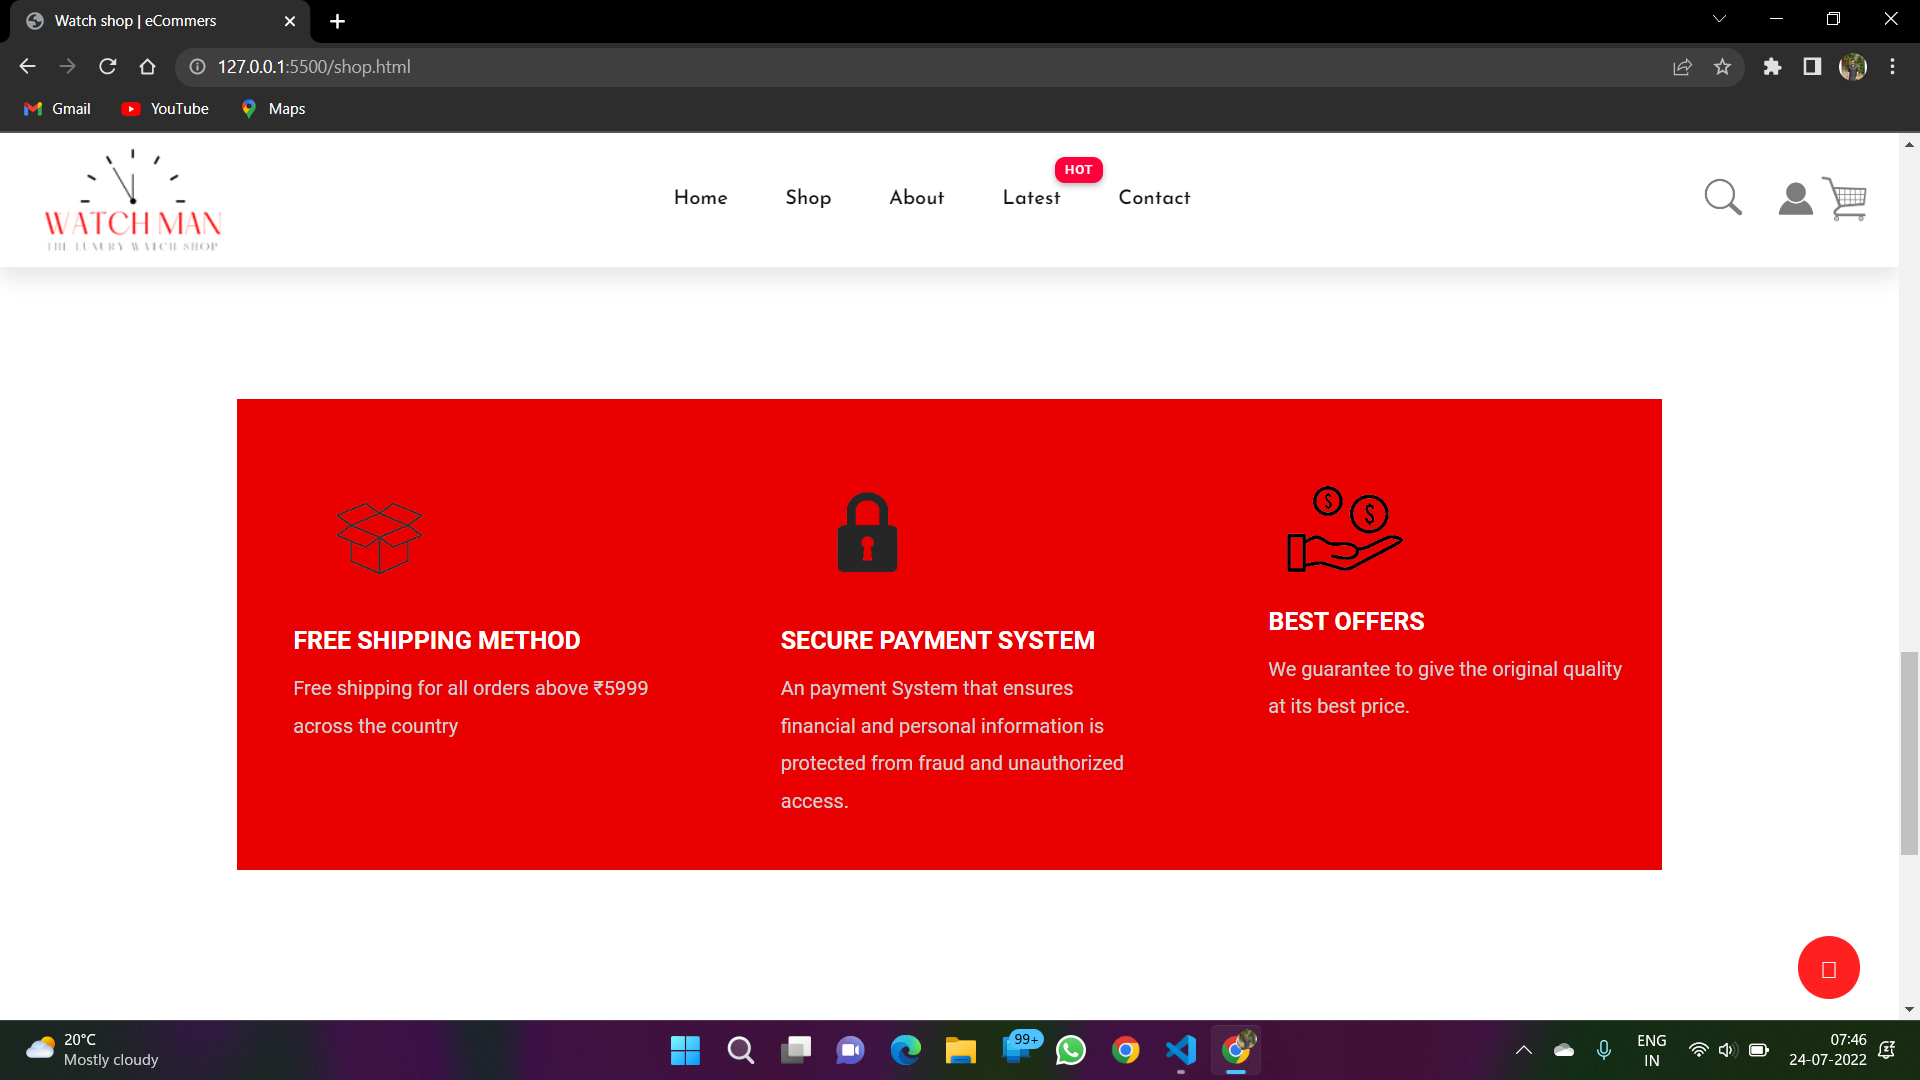 Watch shop | eCommers
127.0.0.1:5500/shop.html
Gmail
YouTube
Maps
WATCH MAN
THE LUXURY WATCH SHOP
Home
Shop
About
Latest
HOT
Contact
$ $
FREE SHIPPING METHOD
Free shipping for all orders above ₹5999
across the country
SECURE PAYMENT SYSTEM
An payment System that ensures
financial and personal information is
protected from fraud and unauthorized
access.
BEST OFFERS
We guarantee to give the original quality
at its best price.
20°C
Mostly cloudy
99+
ENG
IN
07:46
24-07-2022